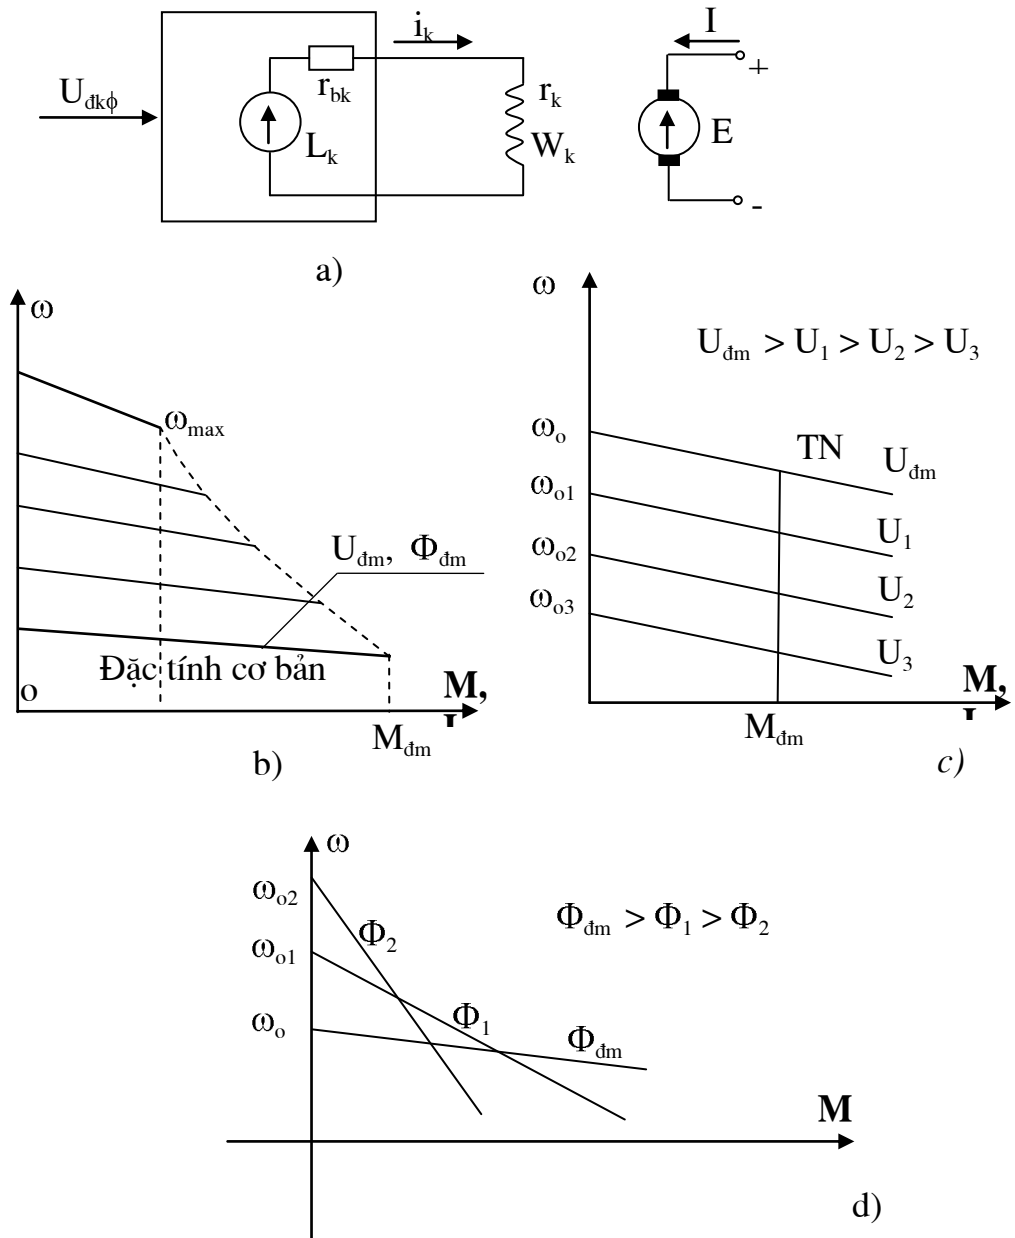 I
i_k
+
U_đkϕ
r_bk
r_k
L_k
W_k
E
-
a)
ω
ω_max
U_đm, Φ_đm
Đặc tính cơ bản
o
M,
M_đm
b)
ω
U_đm > U_1 > U_2 > U_3
ω_o
TN
U_đm
ω_o1
U_1
ω_o2
U_2
ω_o3
U_3
M,
M_đm
c)
ω
ω_o2
Φ_đm > Φ_1 > Φ_2
Φ_2
ω_o1
Φ_1
ω_o
Φ_đm
M
d)